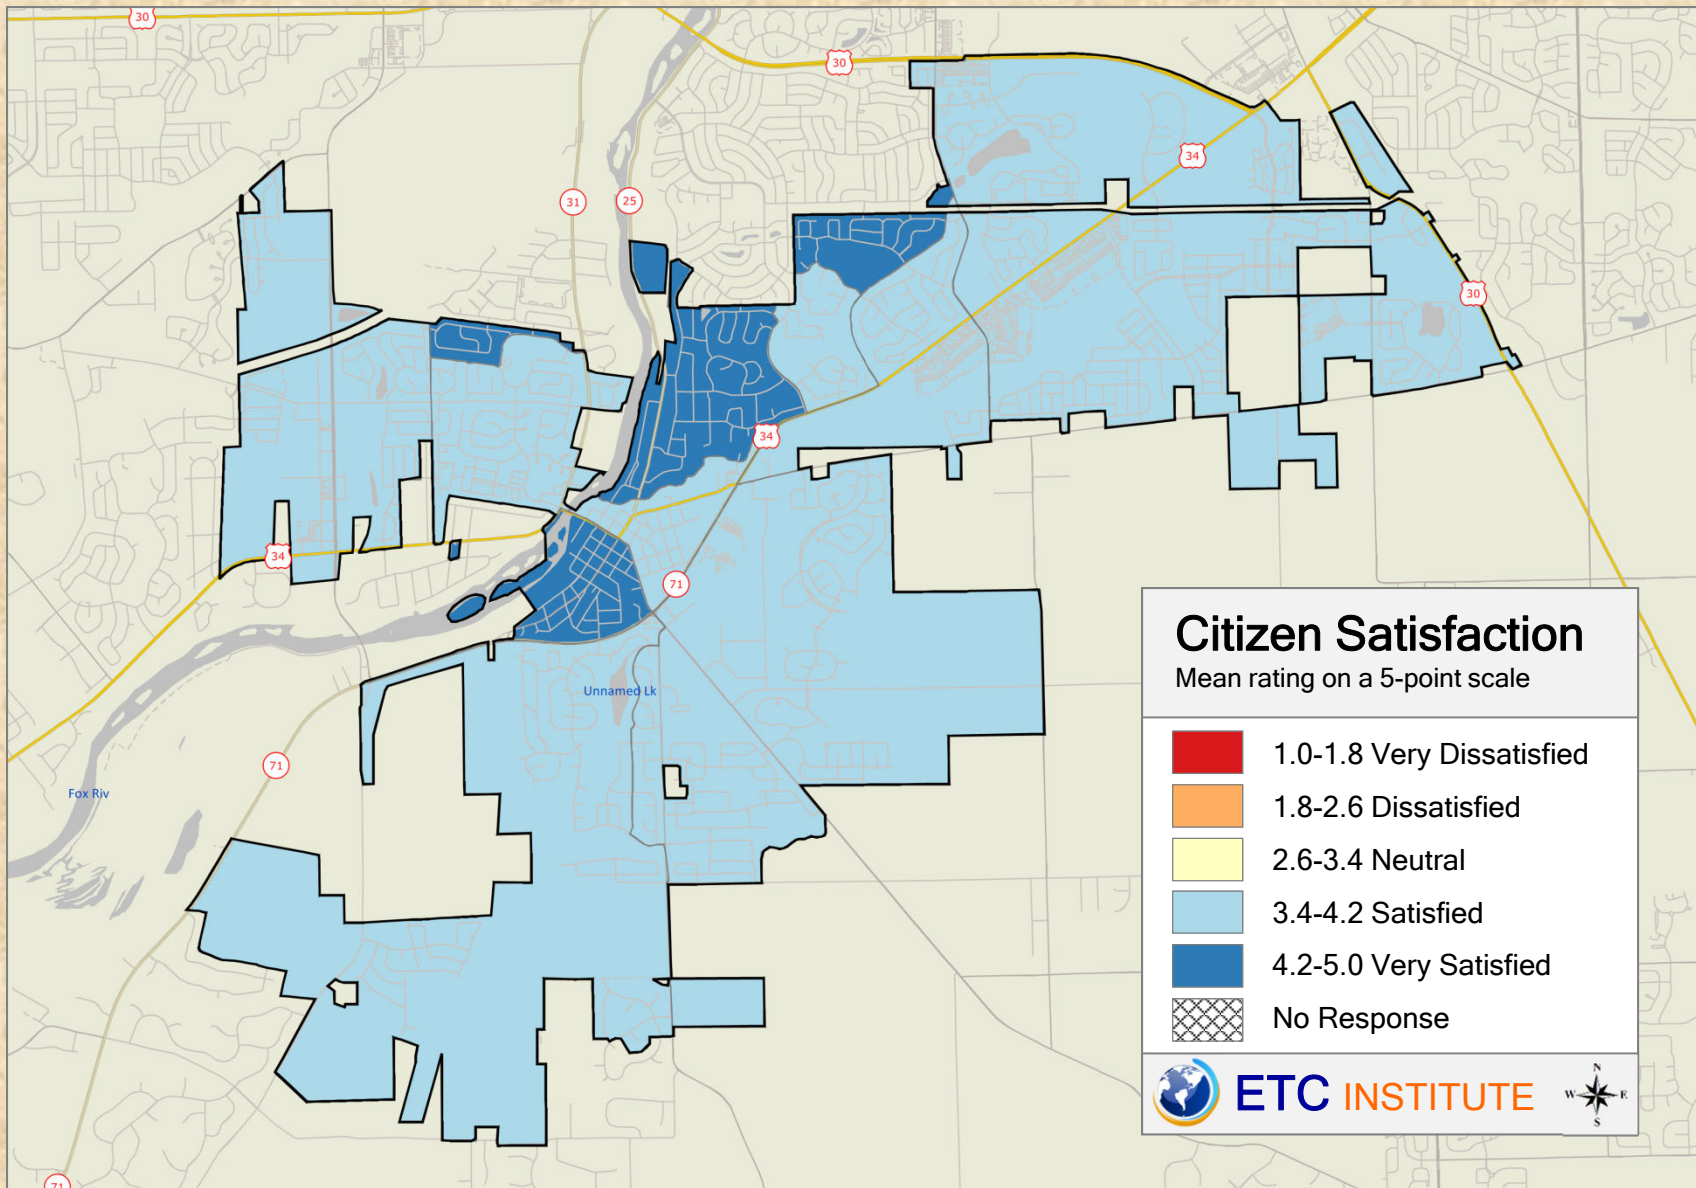 30
30
34
31
25
30
34
34
71
Unnamed Lk
71
Fox Riv
71
Citizen Satisfaction
Mean rating on a 5-point scale
1.0-1.8 Very Dissatisfied
1.8-2.6 Dissatisfied
2.6-3.4 Neutral
3.4-4.2 Satisfied
4.2-5.0 Very Satisfied
No Response
ETC INSTITUTE
N
W E
S